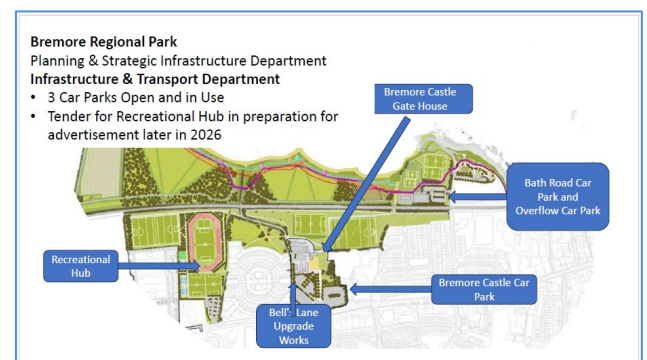 Bremore Regional Park
Planning & Strategic Infrastructure Department
Infrastructure & Transport Department
• 3 Car Parks Open and in Use
• Tender for Recreational Hub in preparation for
advertisement later in 2026
Bremore Castle
Gate House
Bath Road Car
Park and
Overflow Car Park
Recreational
Hub
Bremore Castle Car
Park
Bell's Lane
Upgrade
Works